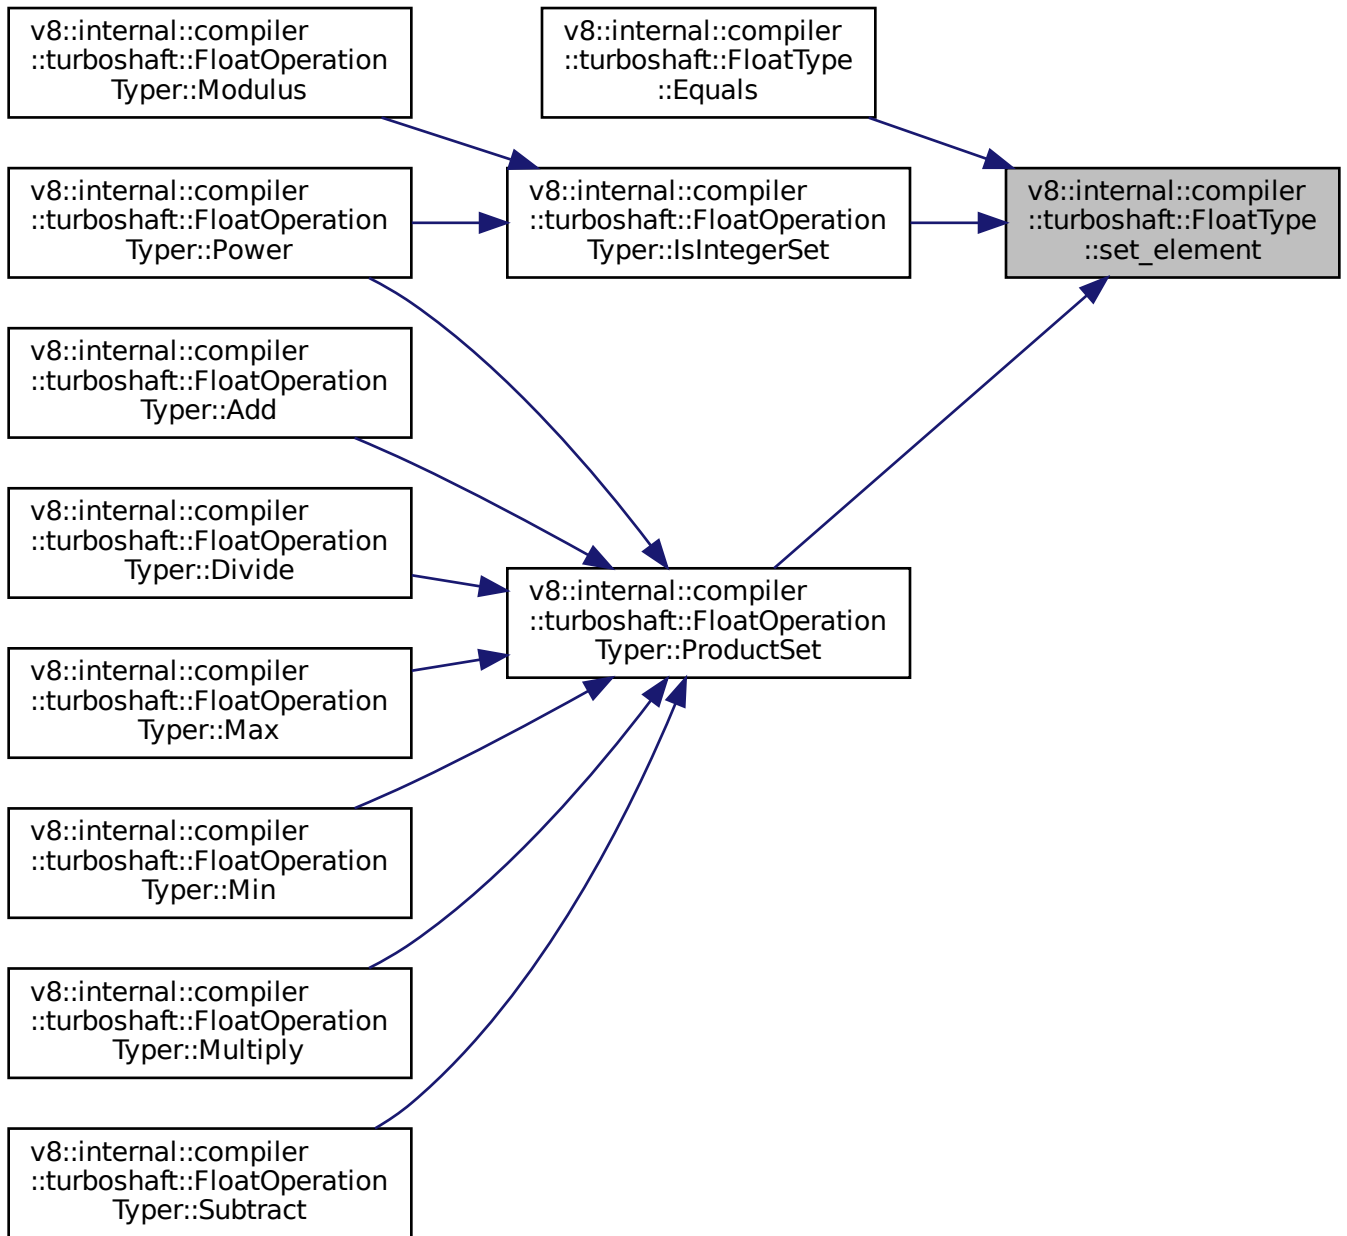 v8::internal::compiler
::turboshaft::FloatOperation
Typer::Modulus
v8::internal::compiler
::turboshaft::FloatType
::Equals
v8::internal::compiler
::turboshaft::FloatOperation
Typer::Power
v8::internal::compiler
::turboshaft::FloatOperation
Typer::IsIntegerSet
v8::internal::compiler
::turboshaft::FloatType
::set_element
v8::internal::compiler
::turboshaft::FloatOperation
Typer::Add
v8::internal::compiler
::turboshaft::FloatOperation
Typer::Divide
v8::internal::compiler
::turboshaft::FloatOperation
Typer::ProductSet
v8::internal::compiler
::turboshaft::FloatOperation
Typer::Max
v8::internal::compiler
::turboshaft::FloatOperation
Typer::Min
v8::internal::compiler
::turboshaft::FloatOperation
Typer::Multiply
v8::internal::compiler
::turboshaft::FloatOperation
Typer::Subtract